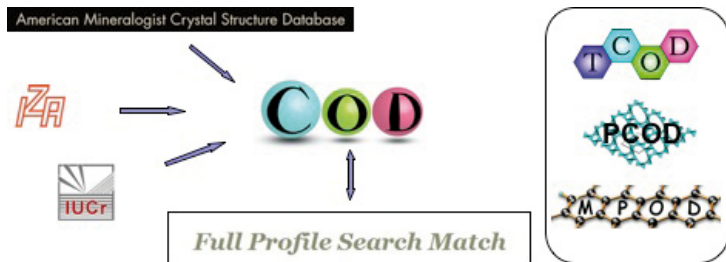 American Mineralogist Crystal Structure Database
IZA
COD
IUCr
Full Profile Search Match
TCOD
PCOD
MPOD